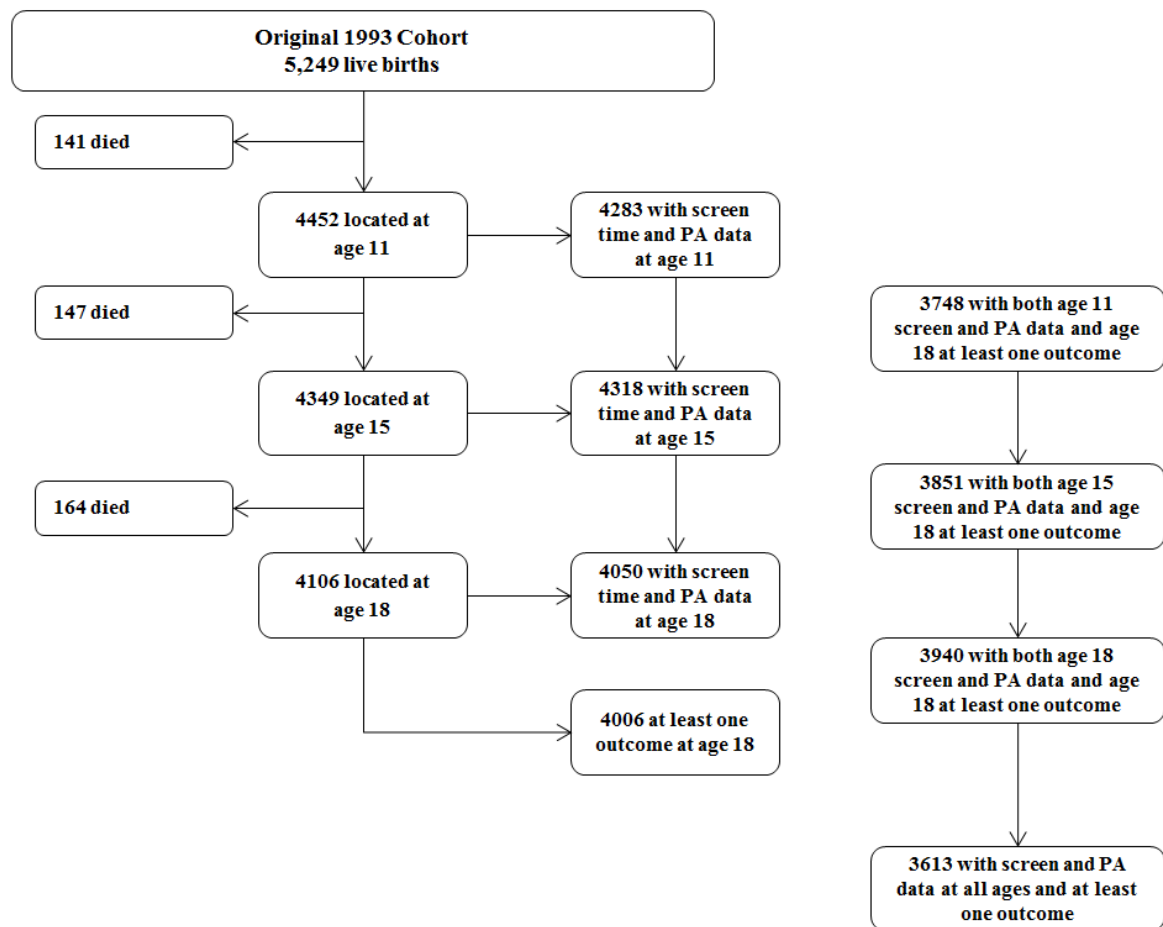 Original 1993 Cohort
5,249 live births
141 died
4452 located at
age 11
4283 with screen
time and PA data
at age 11
147 died
4349 located at
age 15
4318 with screen
time and PA data
at age 15
164 died
4106 located at
age 18
4050 with screen
time and PA data
at age 18
4006 at least one
outcome at age 18
3748 with both age 11
screen and PA data and age
18 at least one outcome
3851 with both age 15
screen and PA data and age
18 at least one outcome
3940 with both age 18
screen and PA data and age
18 at least one outcome
3613 with screen and PA
data at all ages and at least
one outcome